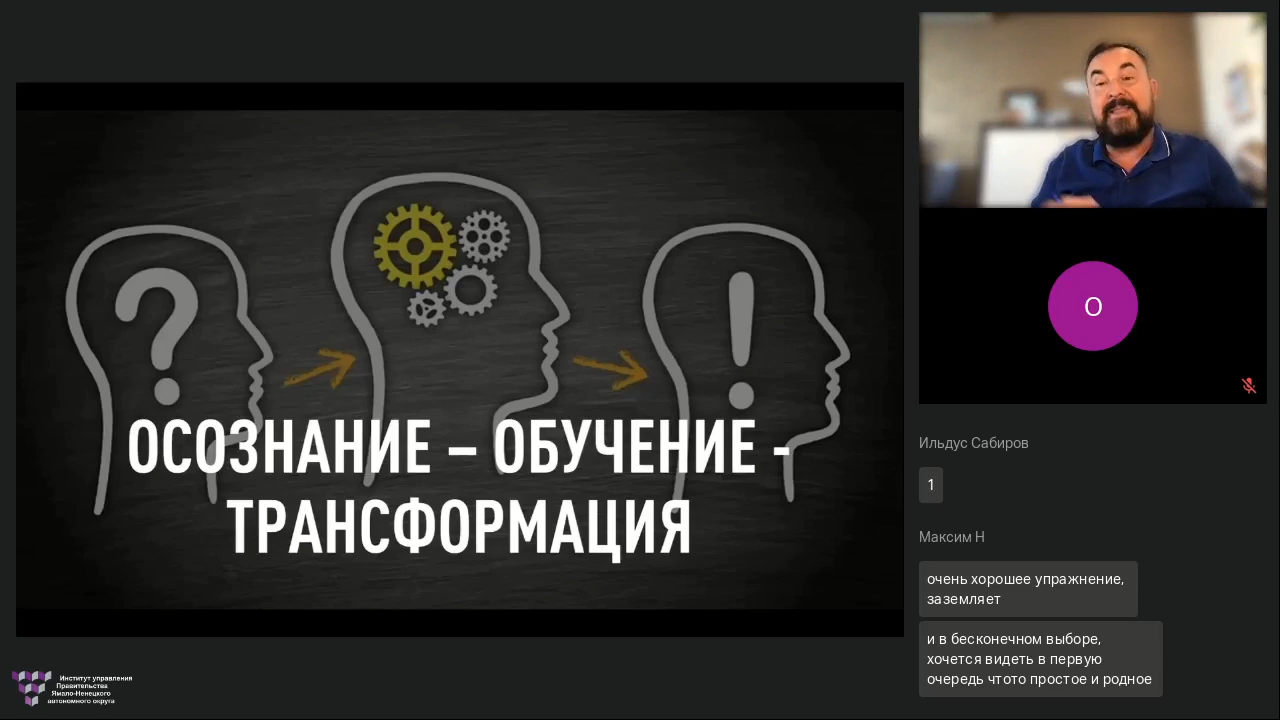 ОСОЗНАНИЕ – ОБУЧЕНИЕ -
ТРАНСФОРМАЦИЯ
Институт управления
Правительства
Ямало-Ненецкого
автономного округа
О
Ильдус Сабиров
1
Максим Н
очень хорошее упражнение,
заземляет
и в бесконечном выборе,
хочется видеть в первую
очередь чтото простое и родное